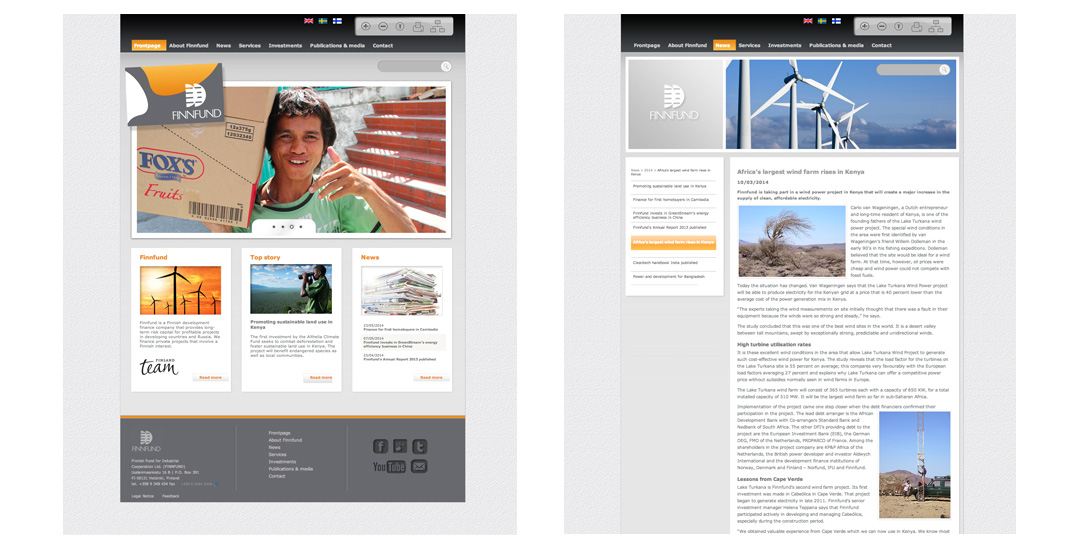 Frontpage About Finnfund News Services Investments Publications & media Contact
FINNFUND
12x375g
FOX'S
Fruits
Finnfund
Finnfund is a Finnish development
finance company that provides long-
term risk capital for profitable projects
in developing countries and Russia. We
finance private projects that involve a
Finnish interest.
FINLAND
team
Read more
Top story
Promoting sustainable land use in
Kenya
The first investment by the Althelia Climate
Fund seeks to combat deforestation and
foster sustainable land use in Kenya. The
project will benefit endangered species as
well as local communities.
Read more
News
Finance for first homebuyers in Cambodia
Finnfund invests in GreenStream's energy
efficiency business in China
Finnfund's Annual Report 2013 published
Read more
FINNFUND
Finnish Fund for Industrial
Cooperation Ltd. (FINNFUND)
Legal Notice Feedback
Frontpage
About Finnfund
News
Services
Investments
Publications & media
Contact
YouTube
Frontpage About Finnfund News Services Investments Publications & media Contact
FINNFUND
News > 2014 > Africa's largest wind farm rises in
Kenya
Promoting sustainable land use in Kenya
Finance for first homebuyers in Cambodia
Finnfund invests in GreenStream's energy
efficiency business in China
Finnfund's Annual Report 2013 published
Africa's largest wind farm rises in Kenya
Cleantech handbook India published
Power and development for Bangladesh
Africa's largest wind farm rises in Kenya
10/03/2014
Finnfund is taking part in a wind power project in Kenya that will create a major increase in the
supply of clean, affordable electricity.
Carlo van Wageningen, a Dutch entrepreneur
and long-time resident of Kenya, is one of the
founding fathers of the Lake Turkana wind
power project. The special wind conditions in
the area were first identified by van
Wageningen's friend Willem Dolleman in the
early 90's in his fishing expeditions. Dolleman
believed that the site would be ideal for a wind
farm. At that time, however, oil prices were
cheap and wind power could not compete with
fossil fuels.
Today the situation has changed. Van Wageningen says that the Lake Turkana Wind Power project
will be able to produce electricity for the Kenyan grid at a price that is 40 percent lower than the
average cost of the power generation mix in Kenya.
"The experts taking the wind measurements on site initially thought that there was a fault in their
equipment because the winds were so strong and steady," he says.
The study concluded that this was one of the best wind sites in the world. It is a desert valley
between tall mountains, swept by exceptionally strong, predictable and unidirectional winds.
High turbine utilisation rates
It is these excellent wind conditions in the area that allow Lake Turkana Wind Project to generate
such cost-effective wind power for Kenya. The study reveals that the load factor for the turbines on
the Lake Turkana site is 55 percent on average; this compares very favourably with the European
load factors averaging 27 percent and explains why Lake Turkana can offer a competitive power
price without subsidies normally seen in wind farms in Europe.
The Lake Turkana wind farm will consist of 365 turbines each with a capacity of 850 KW, for a total
installed capacity of 310 MW. It will be the largest wind farm so far in sub-Saharan Africa.
Implementation of the project came one step closer when the debt financiers confirmed their
participation in the project. The lead debt arranger is the African
Development Bank with Co-arrangers Standard Bank and
Nedbank of South Africa. The other DFI's providing debt to the
project are the European Investment Bank (EIB), the German
DEG, FMO of the Netherlands, PROPARCO of France. Among the
shareholders in the project company are KP&P Africa of the
Netherlands, the British power developer and investor Aldwych
International and the development finance institutions of
Norway, Denmark and Finland – Norfund, IFU and Finnfund.
Lessons from Cape Verde
Lake Turkana is Finnfund's second wind farm project. Its first
investment was made in Cabeólica in Cape Verde. That project
began to generate electricity in late 2011. Finnfund's senior
investment manager Helena Teppana says that Finnfund
participated actively in developing and managing Cabeólica,
especially during the construction period.
"We obtained valuable experience from Cape Verde which we can now use in Kenya. We know most